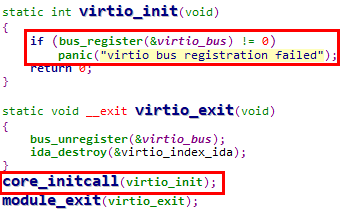 static int virtio_init(void)
{
if (bus_register(&virtio_bus) != 0)
panic("virtio bus registration failed");
return 0;
}
static void __exit virtio_exit(void)
{
bus_unregister(&virtio_bus);
ida_destroy(&virtio_index_ida);
}
core_initcall(virtio_init);
module_exit(virtio_exit);